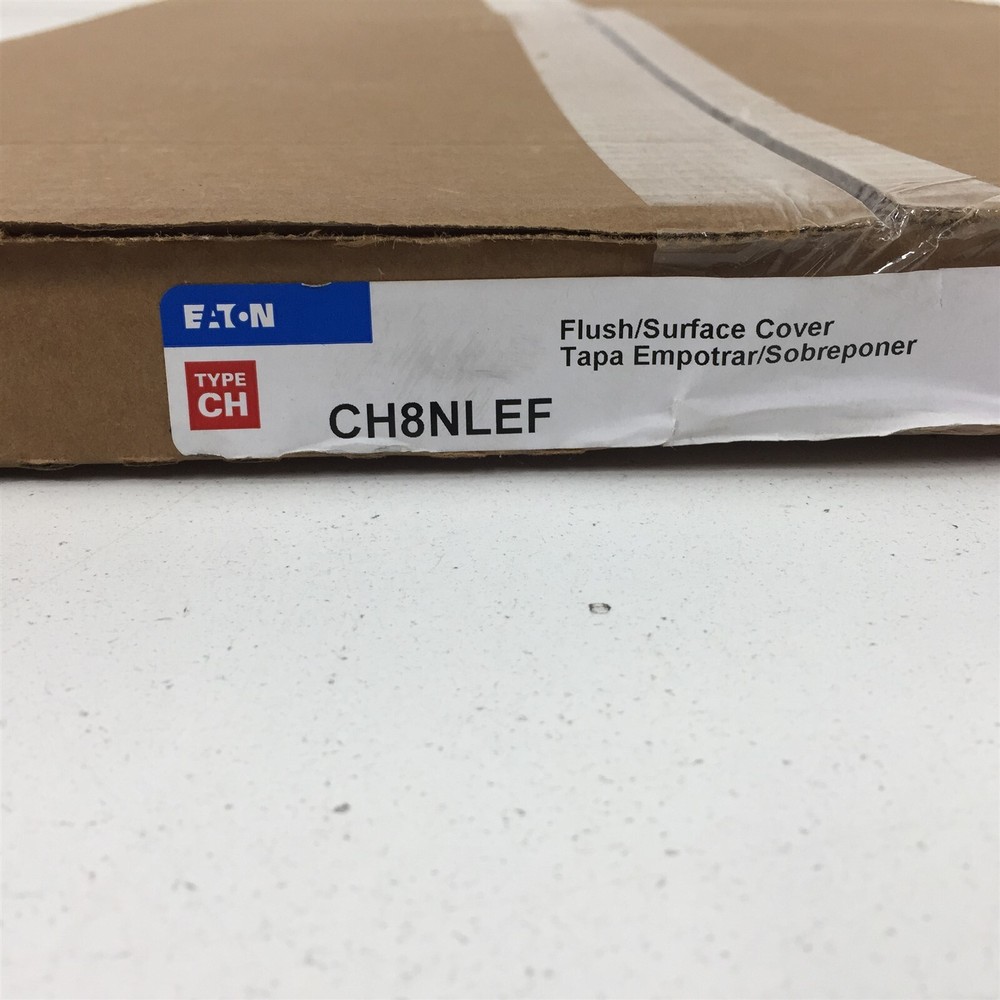 EATON
TYPE
CH
CH8NLEF
Flush/Surface Cover
Tapa Empotrar/Sobreponer